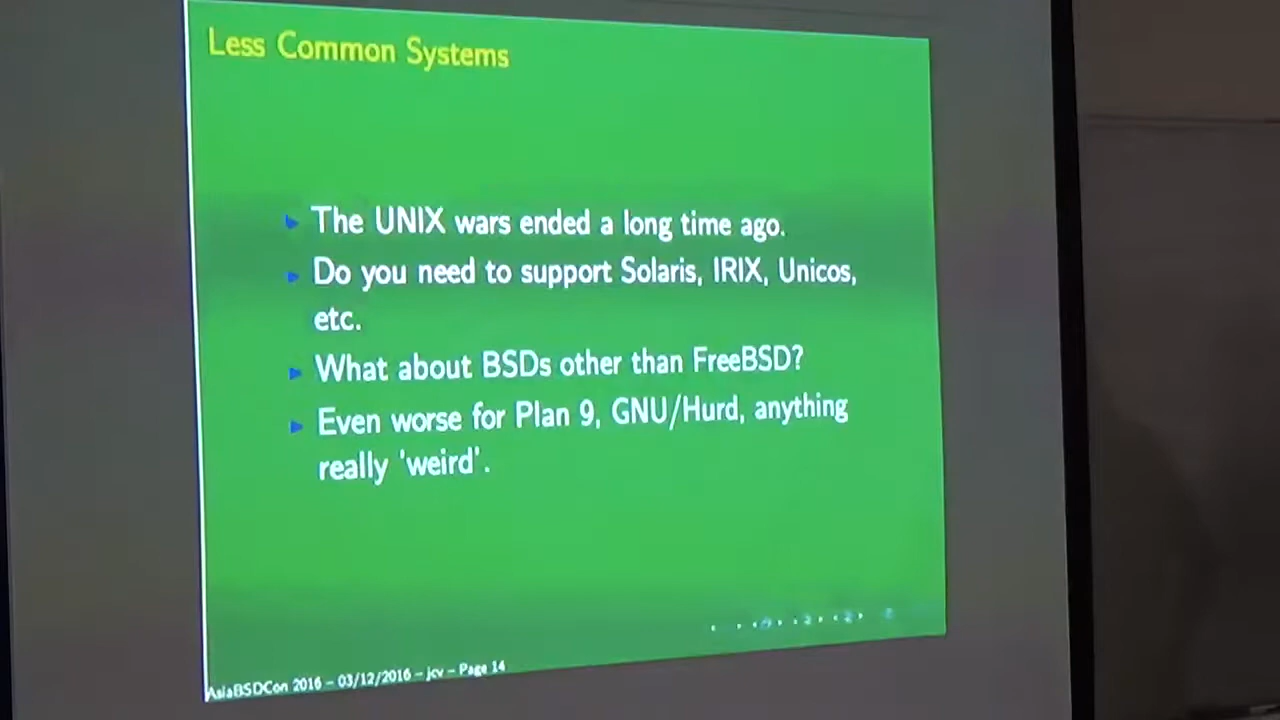 Less Common Systems
The UNIX wars ended a long time ago.
Do you need to support Solaris, IRIX, Unicos,
etc.
What about BSDs other than FreeBSD?
Even worse for Plan 9, GNU/Hurd, anything
really 'weird'.
AsiaBSDCon 2016 – 03/12/2016 – jcv – Page 14